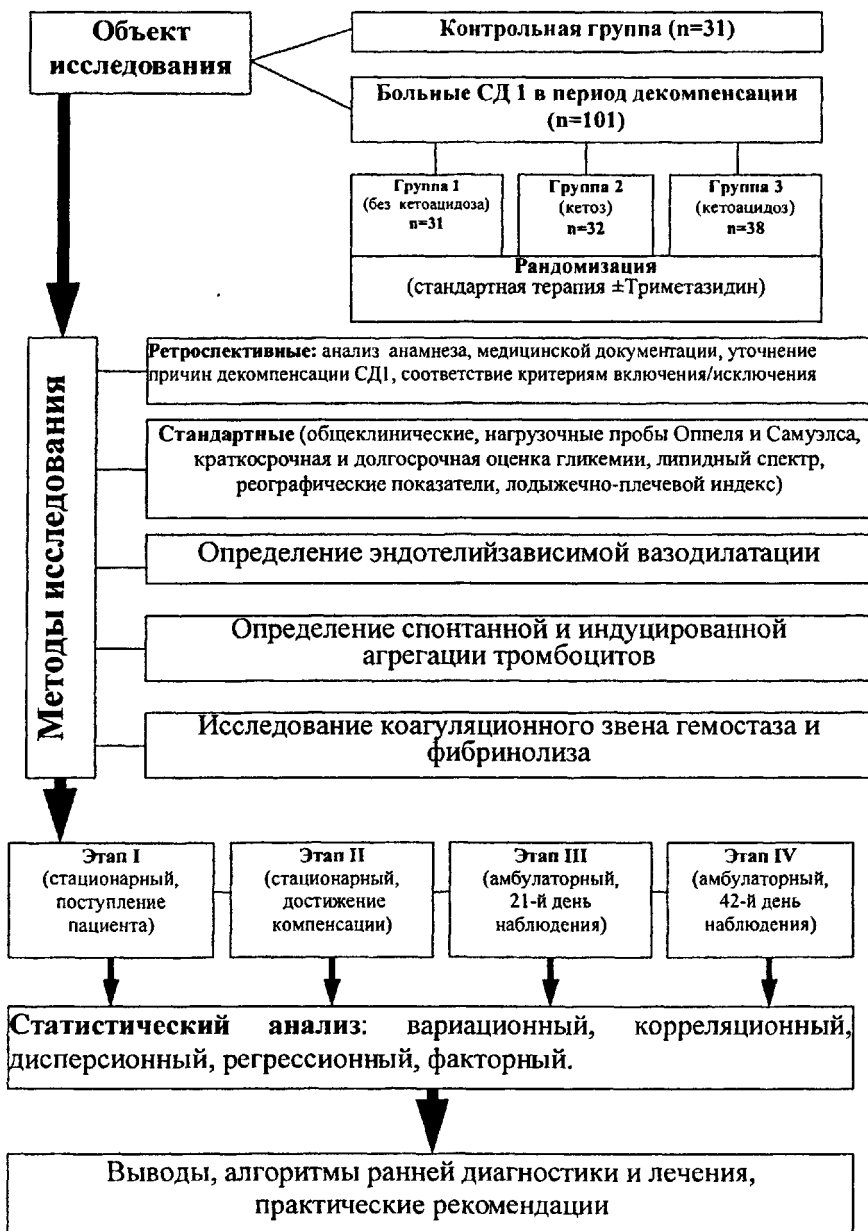 Объект
исследования
Контрольная группа (n=31)
Больные СД 1 в период декомпенсации
(n=101)
Группа 1
(без кетоацидоза)
n=31
Группа 2
(кетоз)
n=32
Группа 3
(кетоацидоз)
n=38
Рандомизация
(стандартная терапия ±Триметазидин)
Методы исследования
Ретроспективные: анализ анамнеза, медицинской документации, уточнение
причин декомпенсации СД1, соответствие критериям включения/исключения
Стандартные (общеклинические, нагрузочные пробы Оппеля и Самуэлса,
краткосрочная и долгосрочная оценка гликемии, липидный спектр,
реографические показатели, лодыжечно-плечевой индекс)
Определение эндотелийзависимой вазодилатации
Определение спонтанной и индуцированной
агрегации тромбоцитов
Исследование коагуляционного звена гемостаза и
фибринолиза
Этап I
(стационарный,
поступление
пациента)
Этап II
(стационарный,
достижение
компенсации)
Этап III
(амбулаторный,
21-й день
наблюдения)
Этап IV
(амбулаторный,
42-й день
наблюдения)
Статистический анализ: вариационный, корреляционный,
дисперсионный, регрессионный, факторный.
Выводы, алгоритмы ранней диагностики и лечения,
практические рекомендации